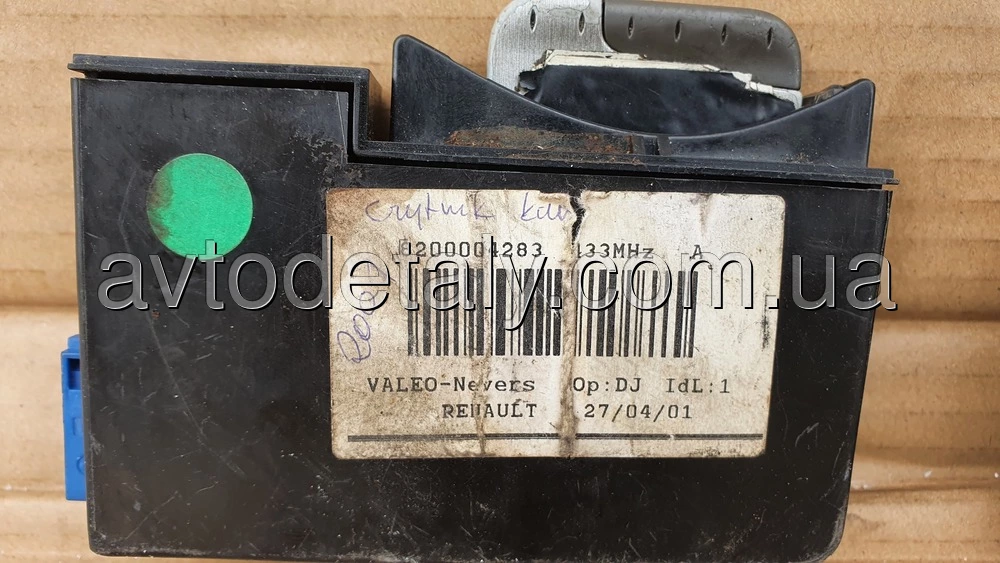 8200004283 433MHz A
avtodetaly.com.ua
VALEO-Nevers Op:DJ IdL:1
RENAULT 27/04/01